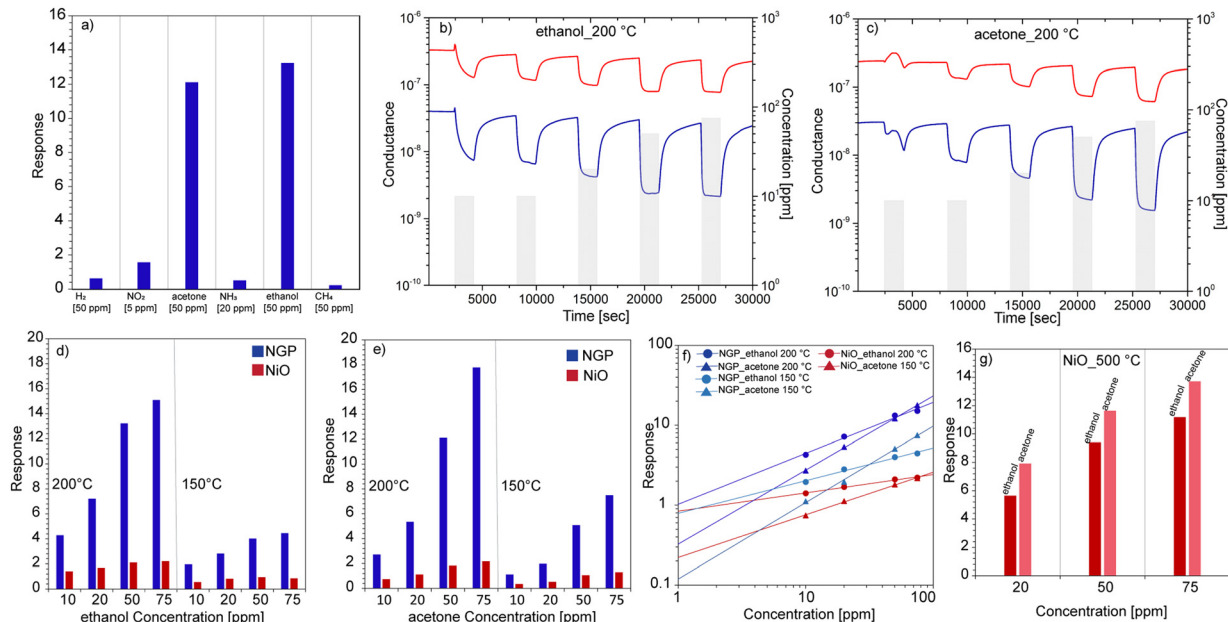 a)
16
14
12
10
8
6
4
2
0
Response
H₂
[50 ppm]
NO₂
[5 ppm]
acetone
[50 ppm]
NH₃
[20 ppm]
ethanol
[50 ppm]
CH₄
[50 ppm]
b) ethanol_200 °C
10⁻⁶
10⁻⁷
10⁻⁸
10⁻⁹
10⁻¹⁰
Conductance
10³
10²
10¹
10⁰
Concentration [ppm]
5000 10000 15000 20000 25000 30000
Time [sec]
c) acetone_200 °C
10⁻⁶
10⁻⁷
10⁻⁸
10⁻⁹
10⁻¹⁰
Conductance
10³
10²
10¹
10⁰
Concentration [ppm]
5000 10000 15000 20000 25000 30000
Time [sec]
d)
NGP
NiO
20
18
16
14
12
10
8
6
4
2
0
Response
200°C 150°C
10 20 50 75 10 20 50 75
ethanol Concentration [ppm]
e)
NGP
NiO
20
18
16
14
12
10
8
6
4
2
0
Response
200°C 150°C
10 20 50 75 10 20 50 75
acetone Concentration [ppm]
f)
NGP_ethanol 200 °C
NGP_acetone 200 °C
NGP_ethanol 150 °C
NGP_acetone 150 °C
NiO_ethanol 200 °C
NiO_acetone 150 °C
100
10
1
0.1
Response
1 10 100
Concentration [ppm]
g) NiO_500 °C
16
14
12
10
8
6
4
2
0
Response
ethanol acetone
ethanol acetone
ethanol acetone
20 50 75
Concentration [ppm]